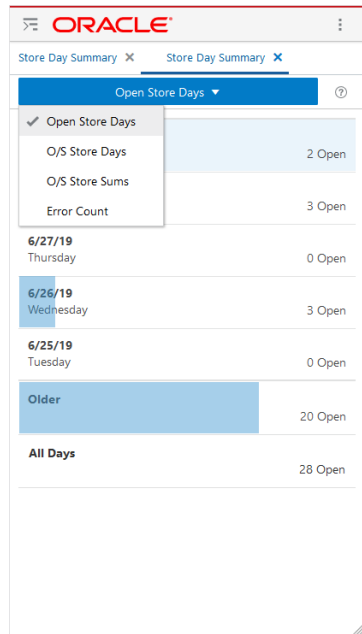 ORACLE
Store Day Summary X Store Day Summary X
Open Store Days ▼ ?
✓ Open Store Days
O/S Store Days
O/S Store Sums
Error Count
2 Open
3 Open
6/27/19
Thursday
0 Open
6/26/19
Wednesday
3 Open
6/25/19
Tuesday
0 Open
Older
20 Open
All Days
28 Open